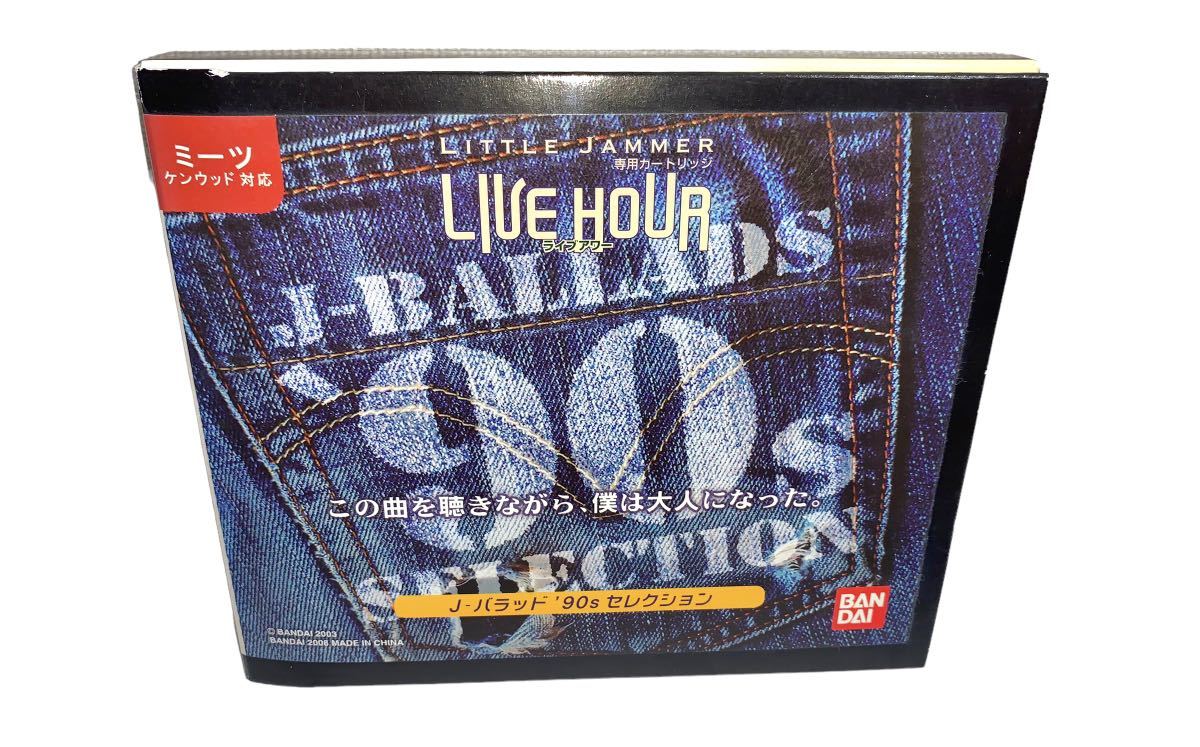 ミーツ
ケンウッド 対応
LITTLE JAMMER
専用カートリッジ
LIVE HOUR
ライブアワー
J-BALLADS
'90s
SELECTION
この曲を聴きながら、僕は大人になった。
J-バラッド '90s セレクション
BAN
DAI
© BANDAI 2003
BANDAI 2006 MADE IN CHINA